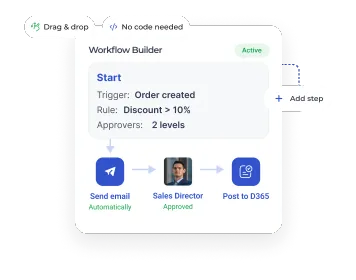 Drag & drop
No code needed
Workflow Builder
Active
Start
Trigger: Order created
Rule: Discount > 10%
Approvers: 2 levels
Add step
Send email
Automatically
Sales Director
Approved
Post to D365